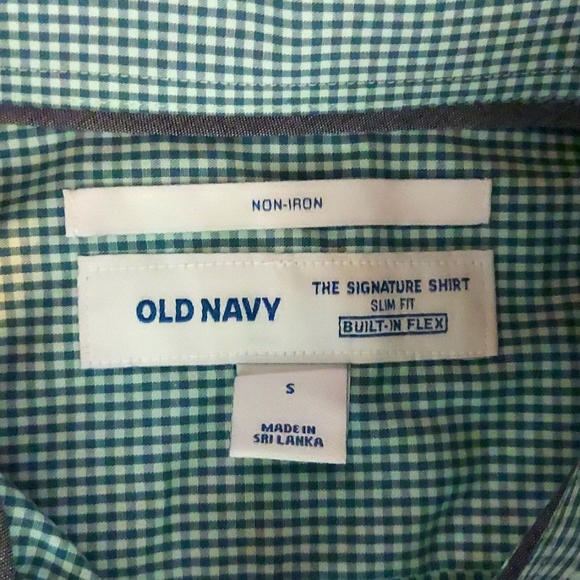 NON-IRON
OLD NAVY
THE SIGNATURE SHIRT
SLIM FIT
BUILT-IN FLEX
S
MADE IN
SRI LANKA